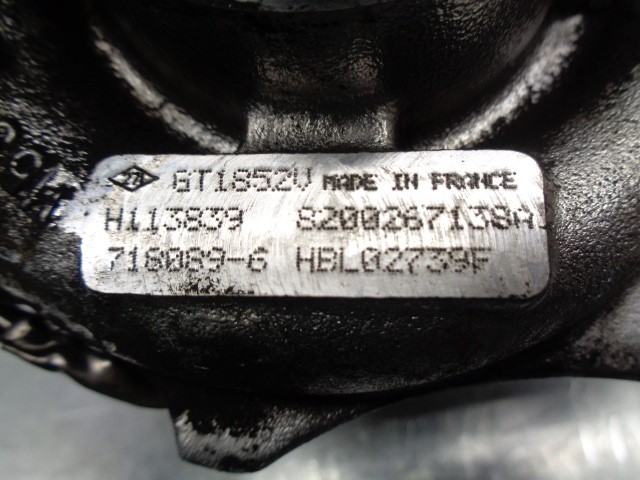 GT1852V MADE IN FRANCE
H113839 8200267138A
718089-6 HBL02739F